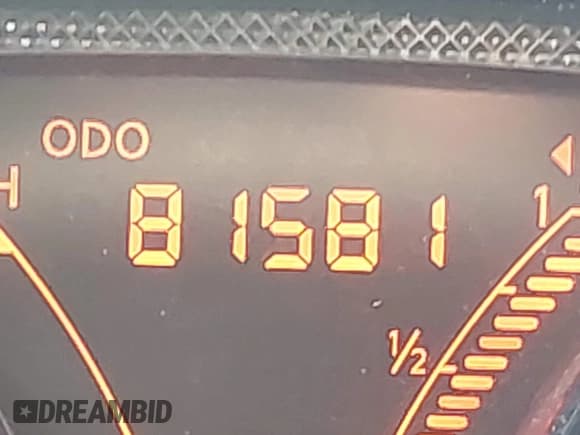 ODO
H
81581
1
1/2
DREAMBID